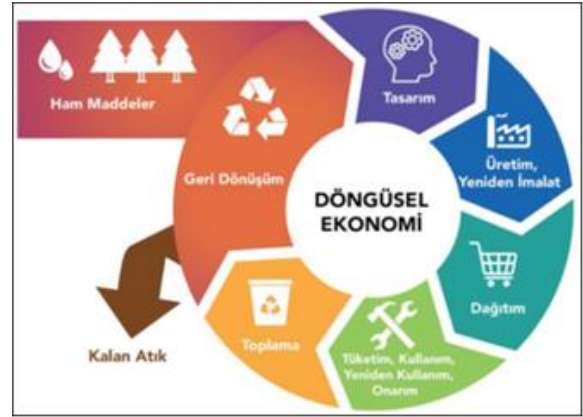 Ham Maddeler
Tasarım
Geri Dönüşüm
Üretim,
Yeniden İmalat
DÖNGÜSEL
EKONOMİ
Dağıtım
Toplama
Tüketim, Kullanım,
Yeniden Kullanım,
Onarım
Kalan Atık